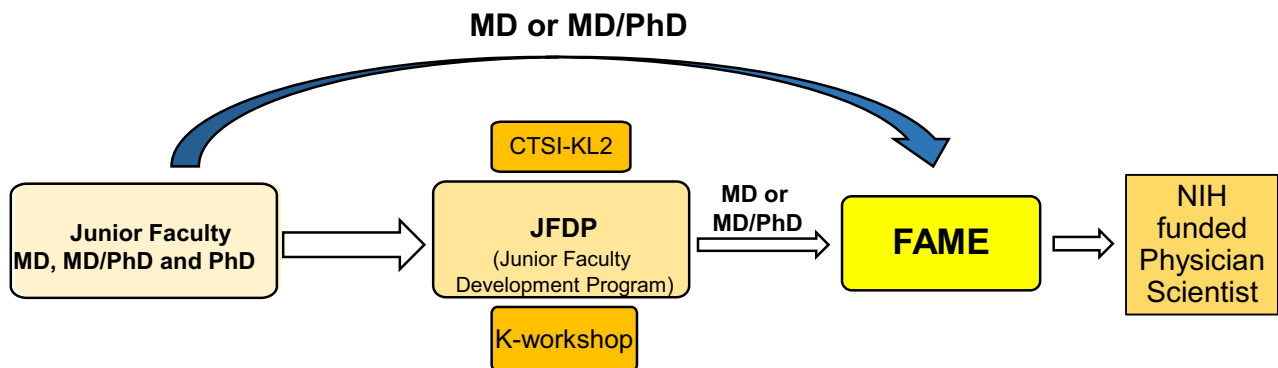 MD or MD/PhD
CTSI-KL2
Junior Faculty
MD, MD/PhD and PhD
JFDP
(Junior Faculty
Development Program)
K-workshop
MD or
MD/PhD
FAME
NIH
funded
Physician
Scientist